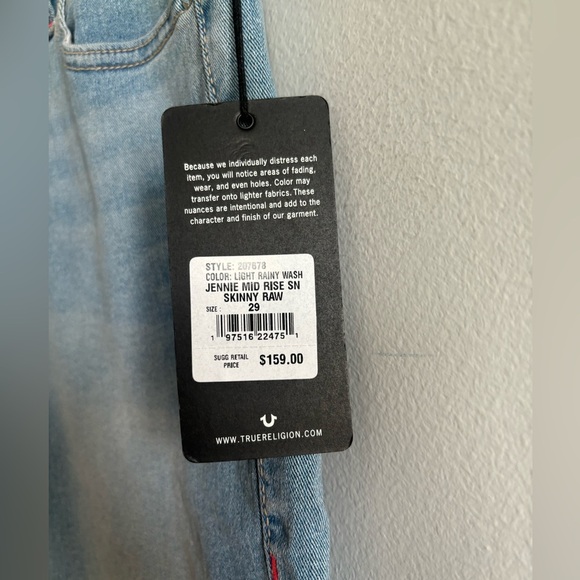 Because we individually distress each
item, you will notice areas of fading,
wear, and even holes. Color may
transfer onto lighter fabrics. These
nuances are intentional and add to the
character and finish of our garment.
STYLE: 207678
COLOR: LIGHT RAINY WASH
JENNIE MID RISE SN
SKINNY RAW
SIZE : 29
1 97516 22475 1
SUGG RETAIL
PRICE $159.00
WWW.TRUERELIGION.COM